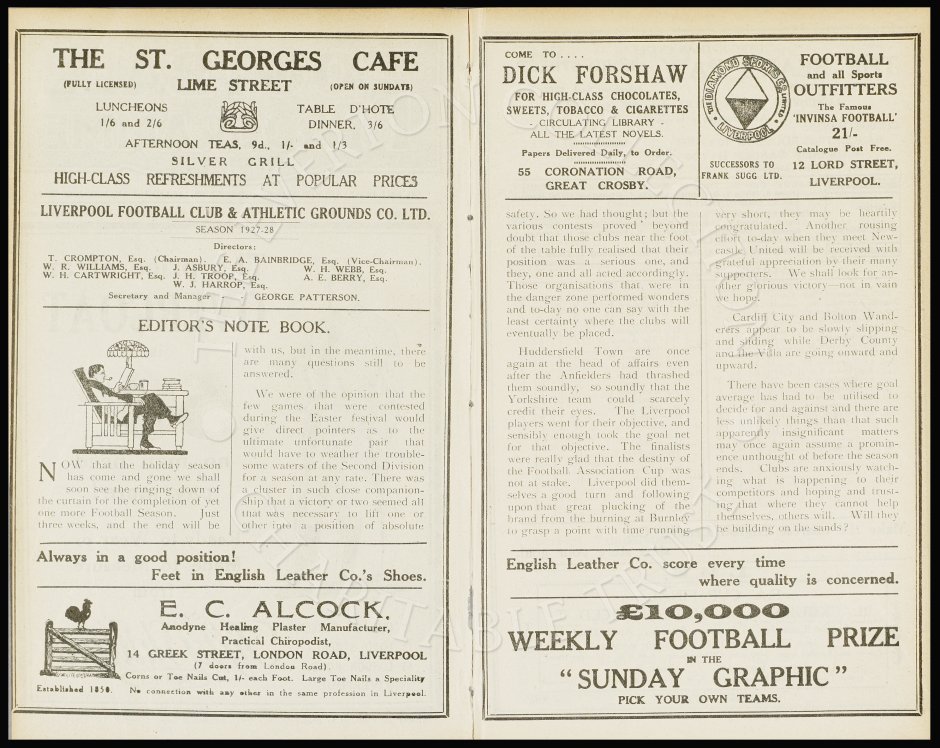 THE ST. GEORGES CAFE
(FULLY LICENSED) LIME STREET (OPEN ON SUNDAYS)
LUNCHEONS
1/6 and 2/6
TABLE D'HOTE
DINNER, 3/6
AFTERNOON TEAS, 9d., 1/- and 1/3
SILVER GRILL
HIGH-CLASS REFRESHMENTS AT POPULAR PRICES
LIVERPOOL FOOTBALL CLUB & ATHLETIC GROUNDS CO. LTD.
SEASON 1927-28
Directors:
T. CROMPTON, Esq. (Chairman). E. A. BAINBRIDGE, Esq. (Vice-Chairman).
W. R. WILLIAMS, Esq. J. ASBURY, Esq. W. H. WEBB, Esq.
W. H. CARTWRIGHT, Esq. J. H. TROOP, Esq. A. E. BERRY, Esq.
W. J. HARROP, Esq.
Secretary and Manager - GEORGE PATTERSON.
EDITOR'S NOTE BOOK.
NOW that the holiday season
has come and gone we shall
soon see the ringing down of
the curtain for the completion of yet
one more Football Season. Just
three weeks, and the end will be
with us, but in the meantime, there
are many questions still to be
answered.
We were of the opinion that the
few games that were contested
during the Easter festival would
give direct pointers as to the
ultimate unfortunate pair that
would have to weather the trouble-
some waters of the Second Division
for a season at any rate. There was
a cluster in such close companion-
ship that a victory or two seemed all
that was necessary to lift one or
other into a position of absolute
Always in a good position!
Feet in English Leather Co.'s Shoes.
E. C. ALCOCK,
Anodyne Healing Plaster Manufacturer,
Practical Chiropodist,
14 GREEK STREET, LONDON ROAD, LIVERPOOL
(7 doors from London Road).
Corns or Toe Nails Cut, 1/- each Foot. Large Toe Nails a Speciality
Established 1850. No connection with any other in the same profession in Liverpool.
COME TO ....
DICK FORSHAW
FOR HIGH-CLASS CHOCOLATES,
SWEETS, TOBACCO & CIGARETTES
- CIRCULATING LIBRARY -
ALL THE LATEST NOVELS.
Papers Delivered Daily, to Order.
55 CORONATION ROAD,
GREAT CROSBY.
THE DIAMOND SPORTS CO. LIMITED
LIVERPOOL
SUCCESSORS TO
FRANK SUGG LTD.
FOOTBALL
and all Sports
OUTFITTERS
The Famous
'INVINSA FOOTBALL'
21/-
Catalogue Post Free.
12 LORD STREET,
LIVERPOOL.
safety. So we had thought; but the
various contests proved beyond
doubt that those clubs near the foot
of the table fully realised that their
position was a serious one, and
they, one and all acted accordingly.
Those organisations that were in
the danger zone performed wonders
and to-day no one can say with the
least certainty where the clubs will
eventually be placed.
Huddersfield Town are once
again at the head of affairs even
after the Anfielders had thrashed
them soundly, so soundly that the
Yorkshire team could scarcely
credit their eyes. The Liverpool
players went for their objective, and
sensibly enough took the goal net
for that objective. The finalists
were really glad that the destiny of
the Football Association Cup was
not at stake. Liverpool did them-
selves a good turn and following
upon that great plucking of the
brand from the burning at Burnley
to grasp a point with time running
very short, they may be heartily
congratulated. Another rousing
effort to-day when they meet New-
castle United will be received with
grateful appreciation by their many
supporters. We shall look for an-
other glorious victory—not in vain
we hope.
Cardiff City and Bolton Wand-
erers appear to be slowly slipping
and sliding while Derby County
and the Villa are going onward and
upward.
There have been cases where goal
average has had to be utilised to
decide for and against and there are
less unlikely things than that such
apparently insignificant matters
may once again assume a promin-
ence unthought of before the season
ends. Clubs are anxiously watch-
ing what is happening to their
competitors and hoping and trust-
ing that where they cannot help
themselves, others will. Will they
be building on the sands?
English Leather Co. score every time
where quality is concerned.
£10,000
WEEKLY FOOTBALL PRIZE
IN THE
"SUNDAY GRAPHIC"
PICK YOUR OWN TEAMS.